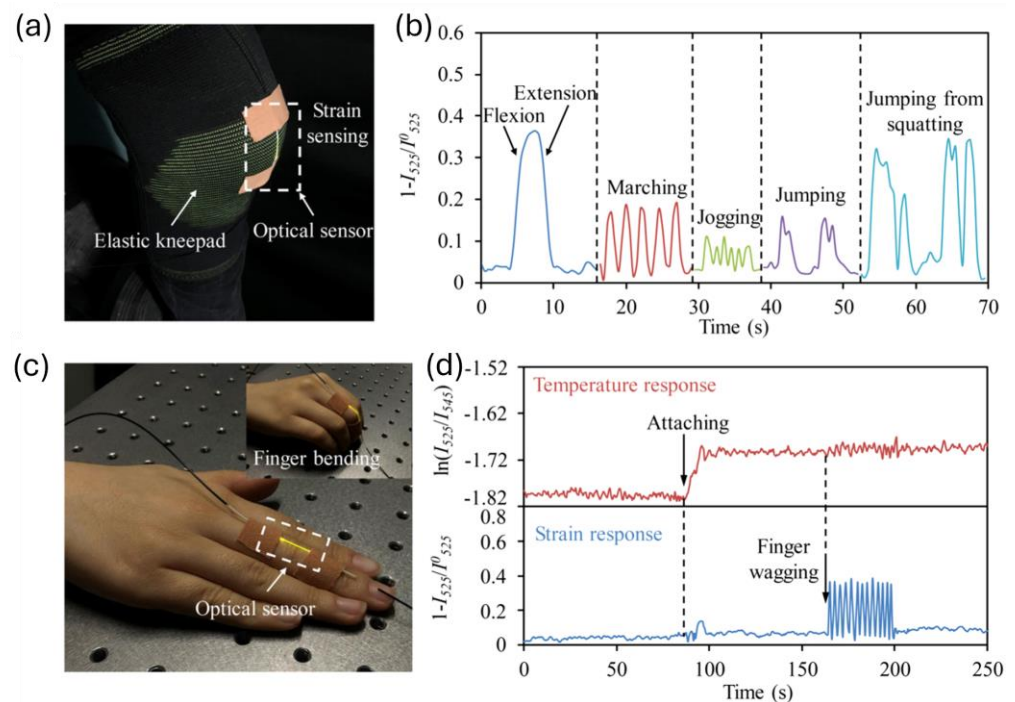 (a)
Strain
sensing
Elastic kneepad
Optical sensor
(b)
1-I525/I⁰525
0.6
0.5
0.4
0.3
0.2
0.1
0
Flexion
Extension
Marching
Jogging
Jumping
Jumping from
squatting
0 10 20 30 40 50 60 70
Time (s)
(c)
Finger bending
Optical sensor
(d)
ln(I525/I545)
-1.52
-1.62
-1.72
-1.82
Temperature response
Attaching
1-I525/I⁰525
0.8
0.6
0.4
0.2
0
Strain response
Finger
wagging
0 50 100 150 200 250
Time (s)